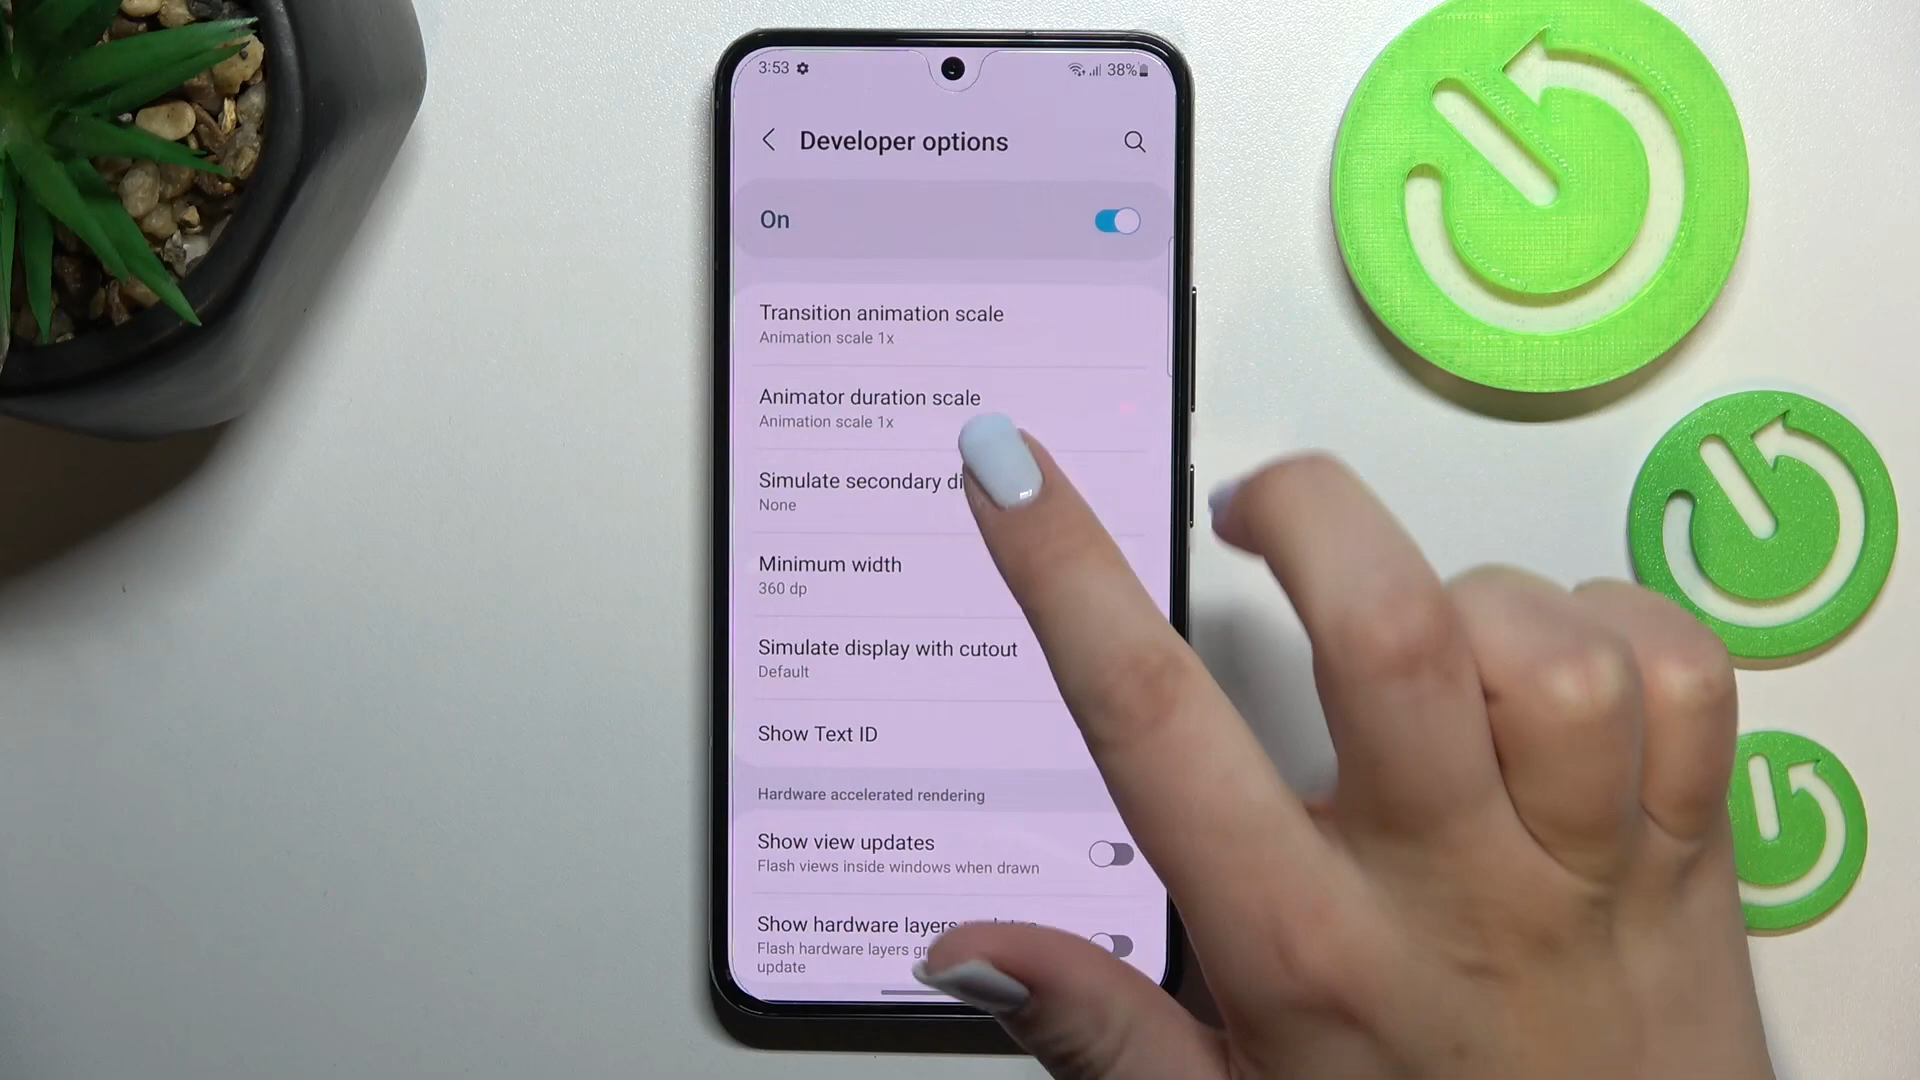 3:53 38%
Developer options
On
Transition animation scale
Animation scale 1x
Animator duration scale
Animation scale 1x
Simulate secondary
None
Minimum width
360 dp
Simulate display with cutout
Default
Show Text ID
Hardware accelerated rendering
Show view updates
Flash views inside windows when drawn
Show hardware layers
Flash hardware layers
update